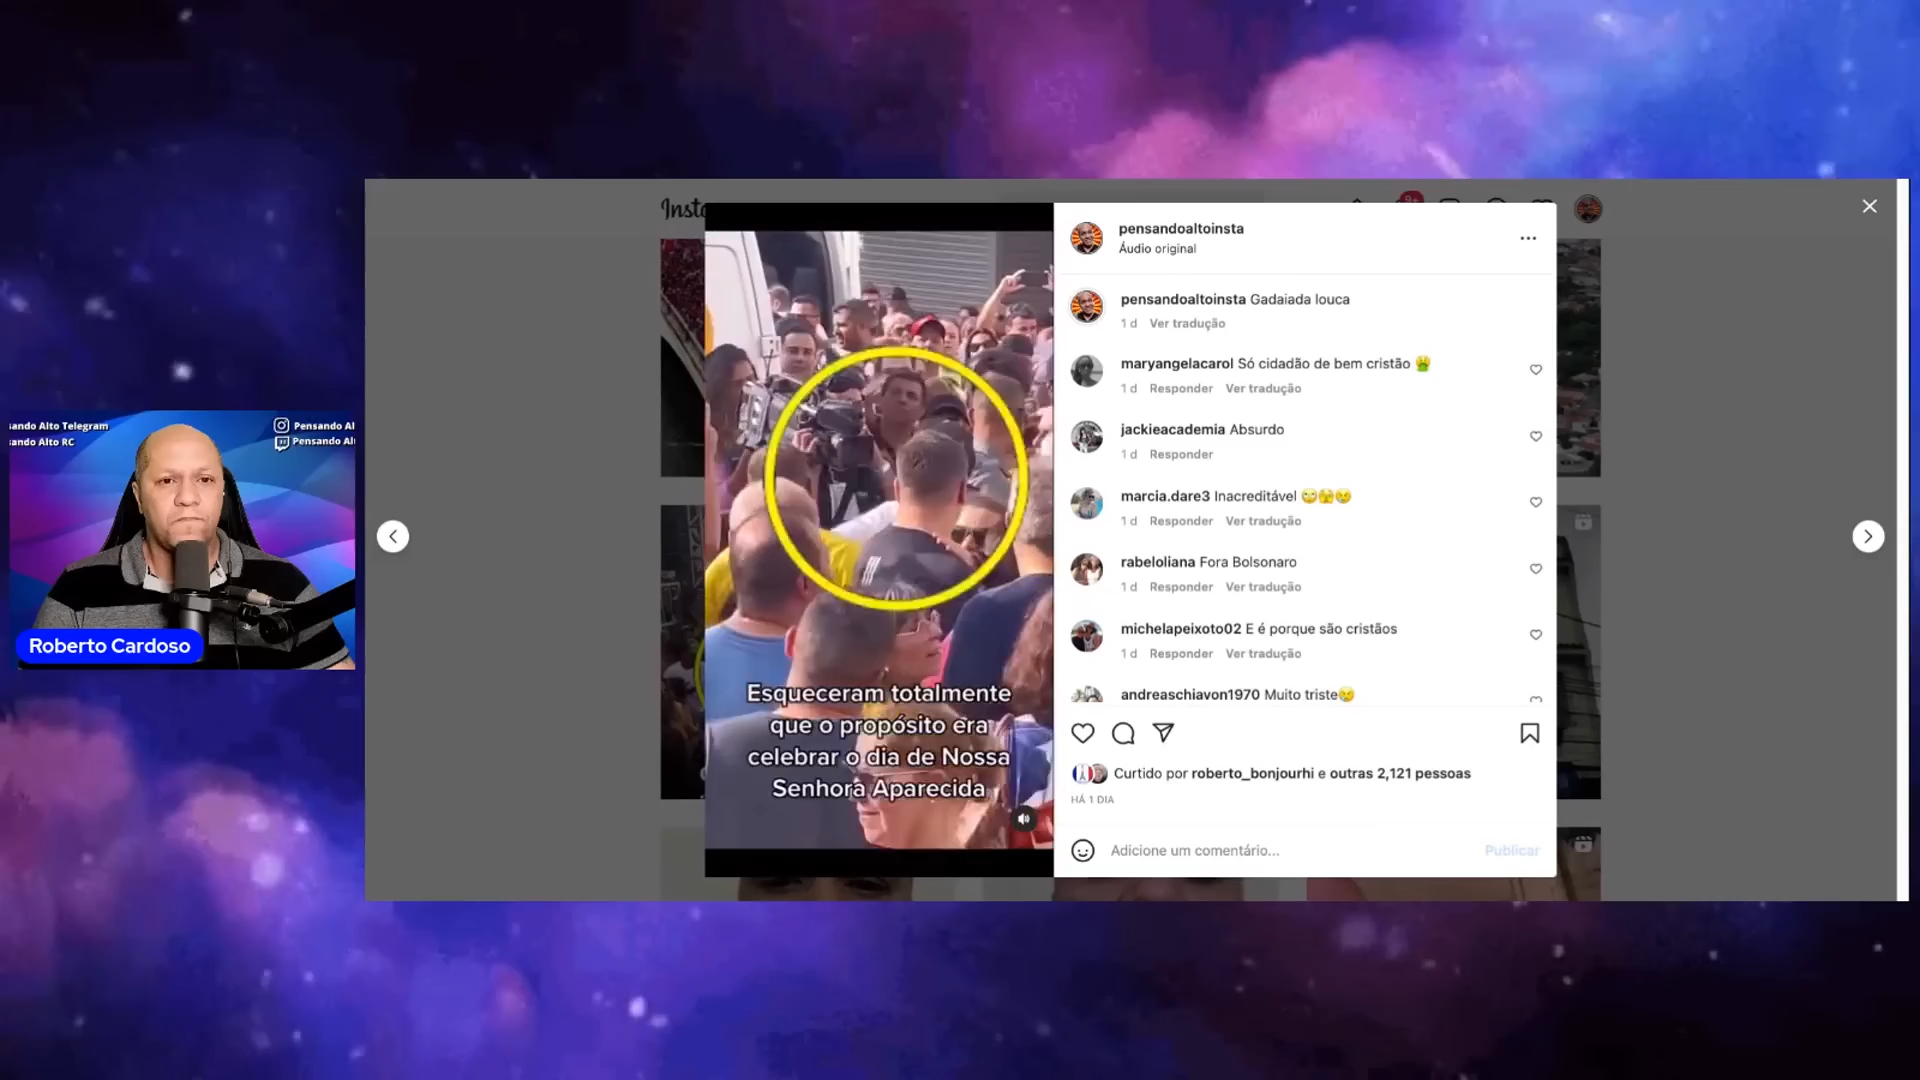 sando Alto Telegram
sando Alto RC
Pensando Al
Pensando Alt
Roberto Cardoso
Insta
9+
Esqueceram totalmente
que o propósito era
celebrar o dia de Nossa
Senhora Aparecida
pensandoaltoinsta
Áudio original
pensandoaltoinsta Gadaiada louca
1 d Ver tradução
maryangelacarol Só cidadão de bem cristão 🤮
1 d Responder Ver tradução
jackieacademia Absurdo
1 d Responder
marcia.dare3 Inacreditável 🙄🫣😢
1 d Responder Ver tradução
rabeloliana Fora Bolsonaro
1 d Responder Ver tradução
michelapeixoto02 E é porque são cristãos
1 d Responder Ver tradução
andreaschiavon1970 Muito triste😢
Curtido por roberto_bonjourhi e outras 2,121 pessoas
HÁ 1 DIA
Adicione um comentário...
Publicar